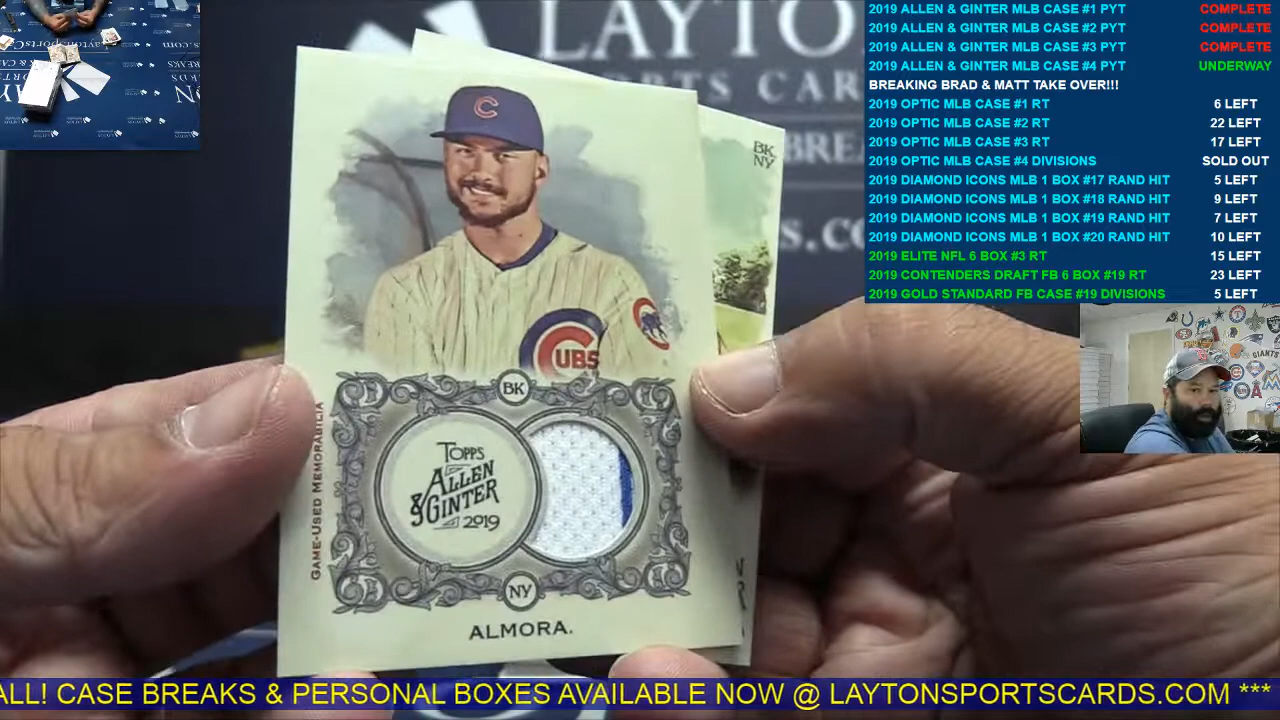 LAYTO
SPORTS CAR
BREA
s.co
2019 ALLEN & GINTER MLB CASE #1 PYT COMPLETE
2019 ALLEN & GINTER MLB CASE #2 PYT COMPLETE
2019 ALLEN & GINTER MLB CASE #3 PYT COMPLETE
2019 ALLEN & GINTER MLB CASE #4 PYT UNDERWAY
BREAKING BRAD & MATT TAKE OVER!!!
2019 OPTIC MLB CASE #1 RT 6 LEFT
2019 OPTIC MLB CASE #2 RT 22 LEFT
2019 OPTIC MLB CASE #3 RT 17 LEFT
2019 OPTIC MLB CASE #4 DIVISIONS SOLD OUT
2019 DIAMOND ICONS MLB 1 BOX #17 RAND HIT 5 LEFT
2019 DIAMOND ICONS MLB 1 BOX #18 RAND HIT 9 LEFT
2019 DIAMOND ICONS MLB 1 BOX #19 RAND HIT 7 LEFT
2019 DIAMOND ICONS MLB 1 BOX #20 RAND HIT 10 LEFT
2019 ELITE NFL 6 BOX #3 RT 15 LEFT
2019 CONTENDERS DRAFT FB 6 BOX #19 RT 23 LEFT
2019 GOLD STANDARD FB CASE #19 DIVISIONS 5 LEFT
BK
NY
C
CUBS
BK
GAME-USED MEMORABILIA
TOPPS
ALLEN
& GINTER
2019
NY
ALMORA.
GIANTS
ALL! CASE BREAKS & PERSONAL BOXES AVAILABLE NOW @ LAYTONSPORTSCARDS.COM ***